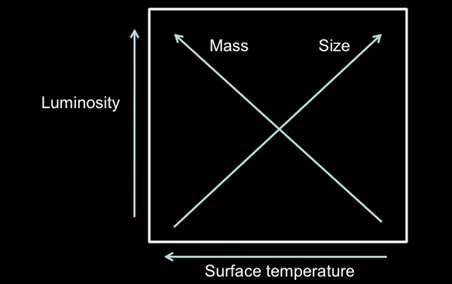 Mass
Size
Luminosity
Surface temperature